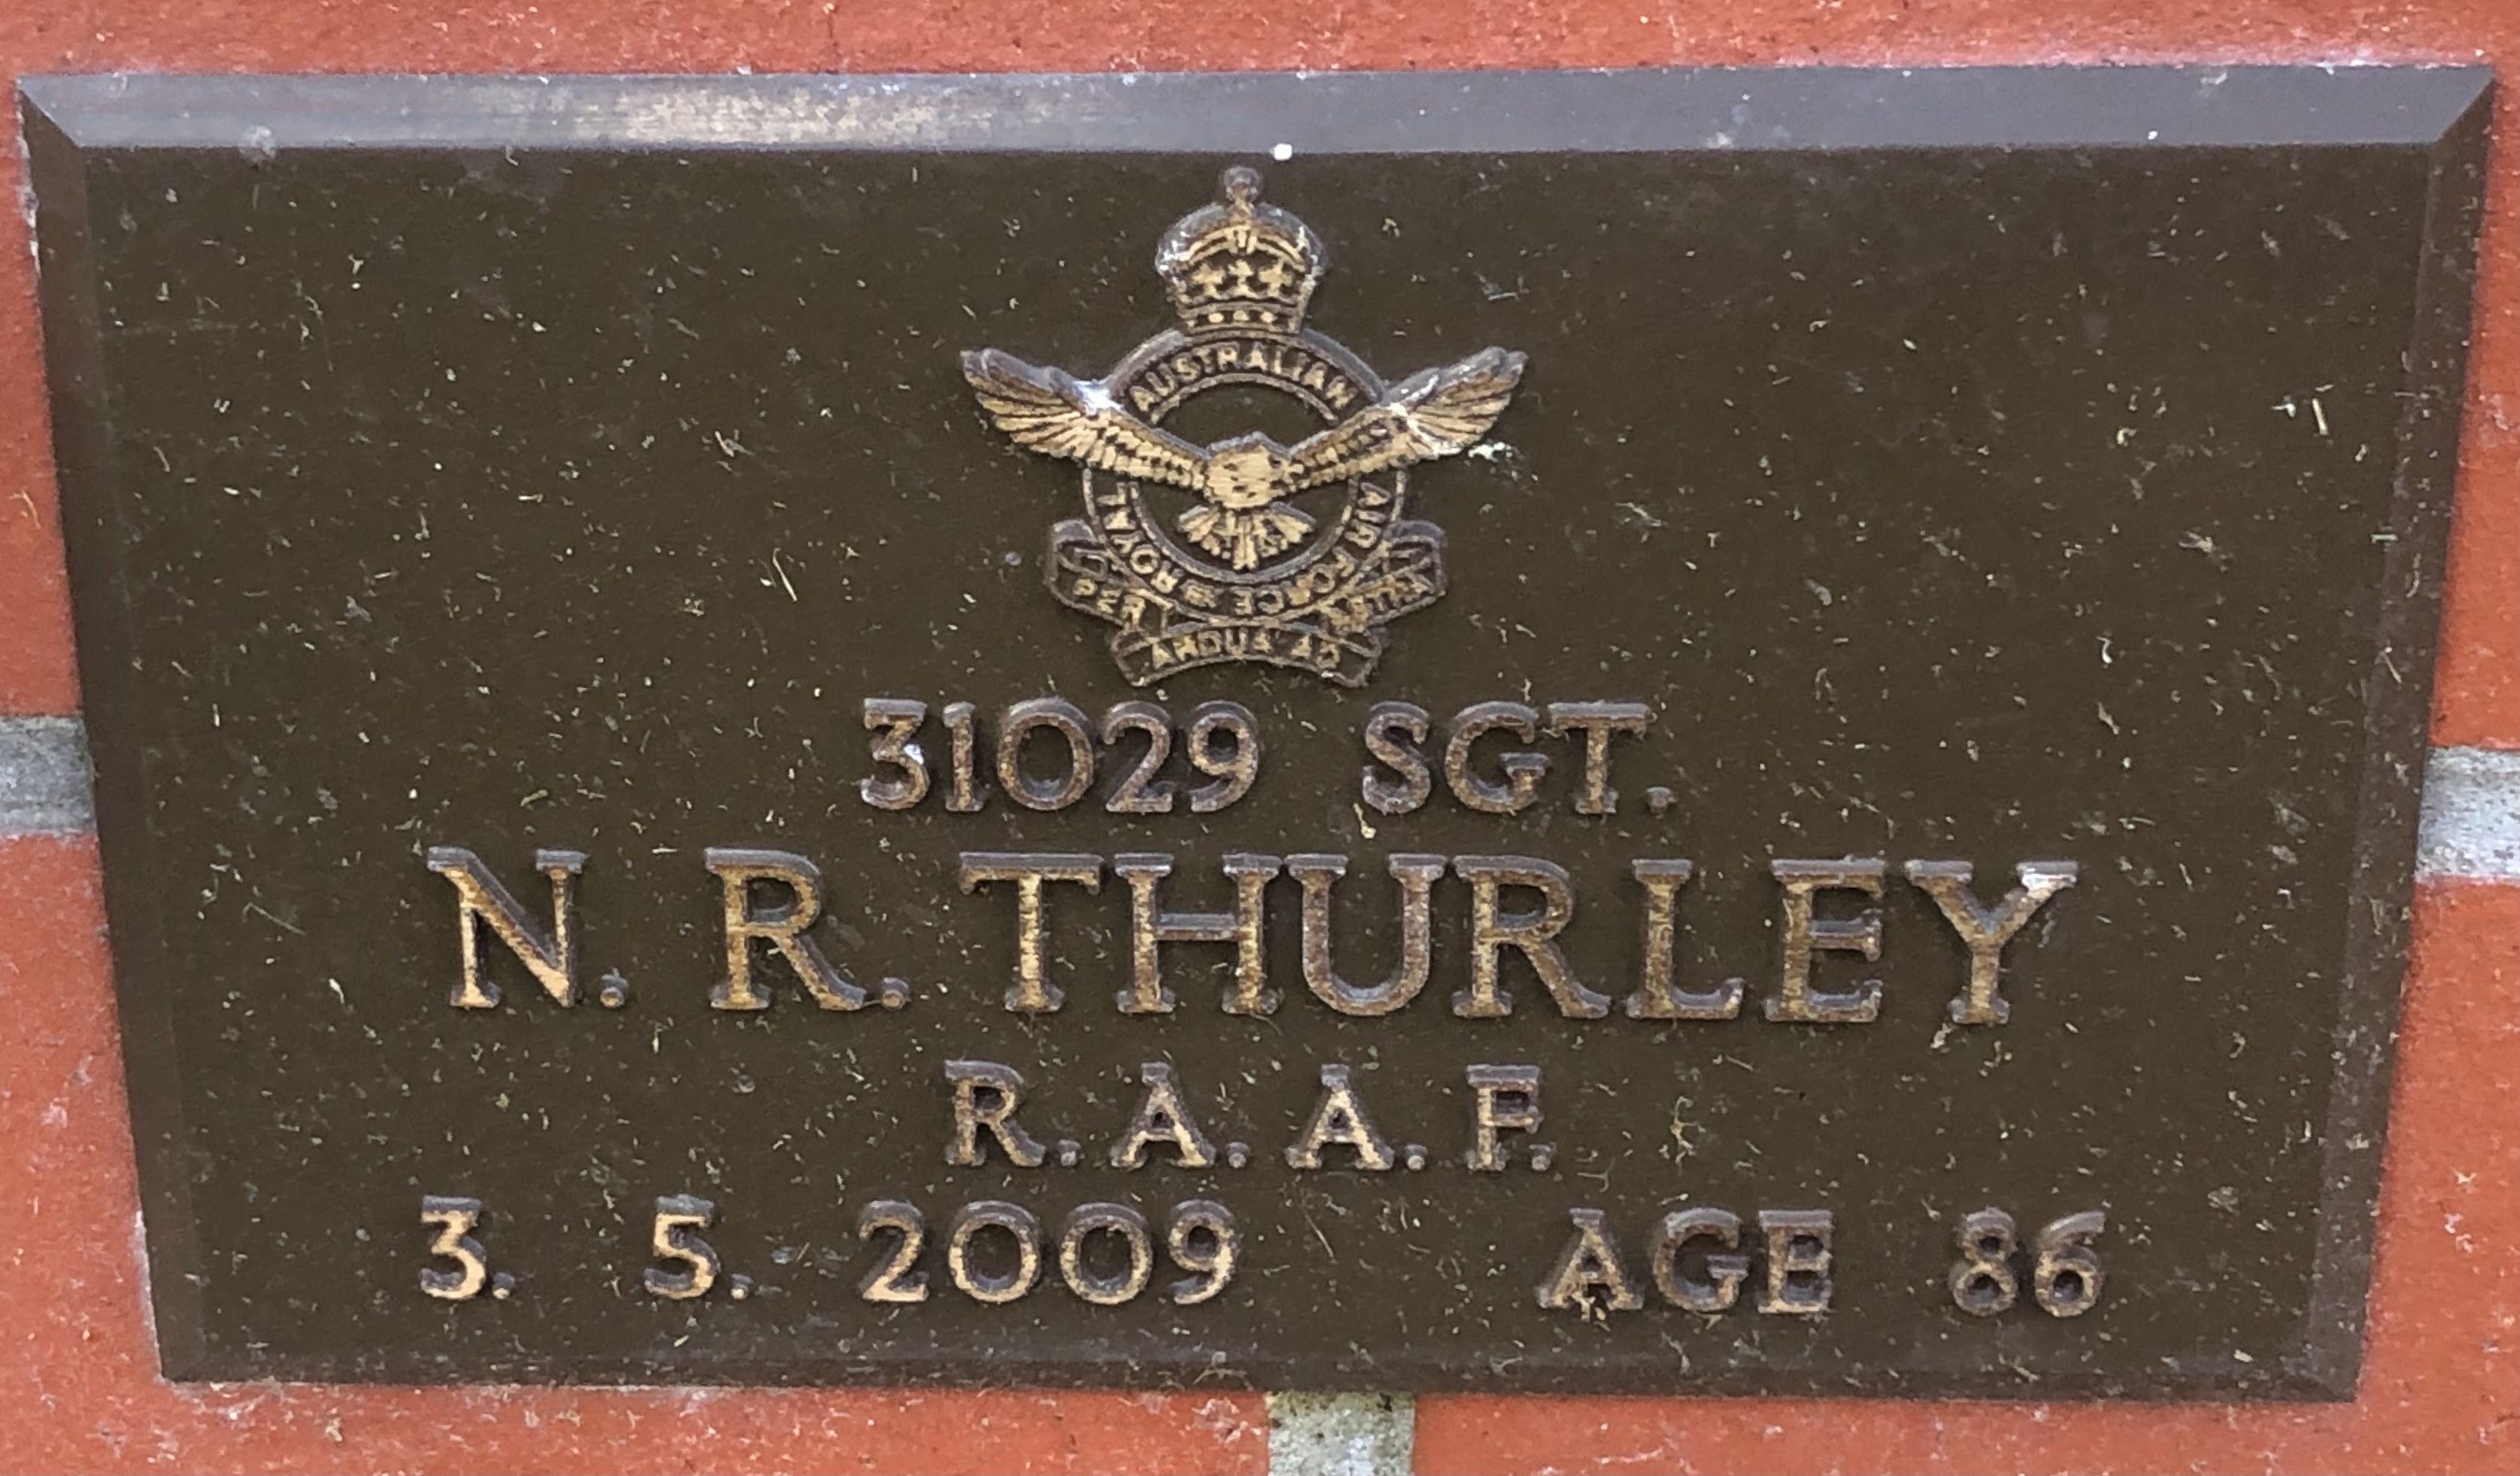 ROYAL AUSTRALIAN AIR FORCE
PER ARDUA AD ASTRA
31029 SGT.
N. R. THURLEY
R. A. A. F.
3. 5. 2009 AGE 86